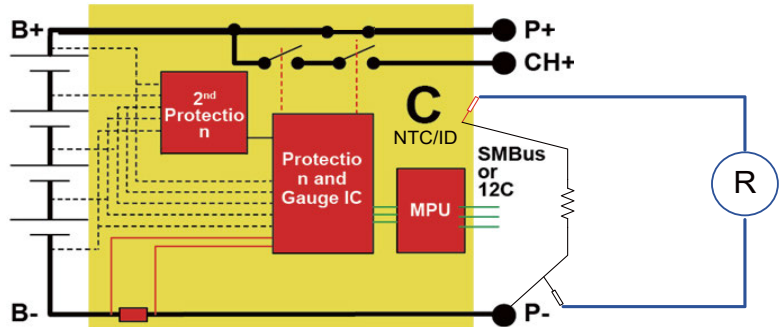 B+
P+
CH+
2nd
Protectio
n
C
NTC/ID
Protectio
n and
Gauge IC
SMBus
or
12C
MPU
R
B-
P-